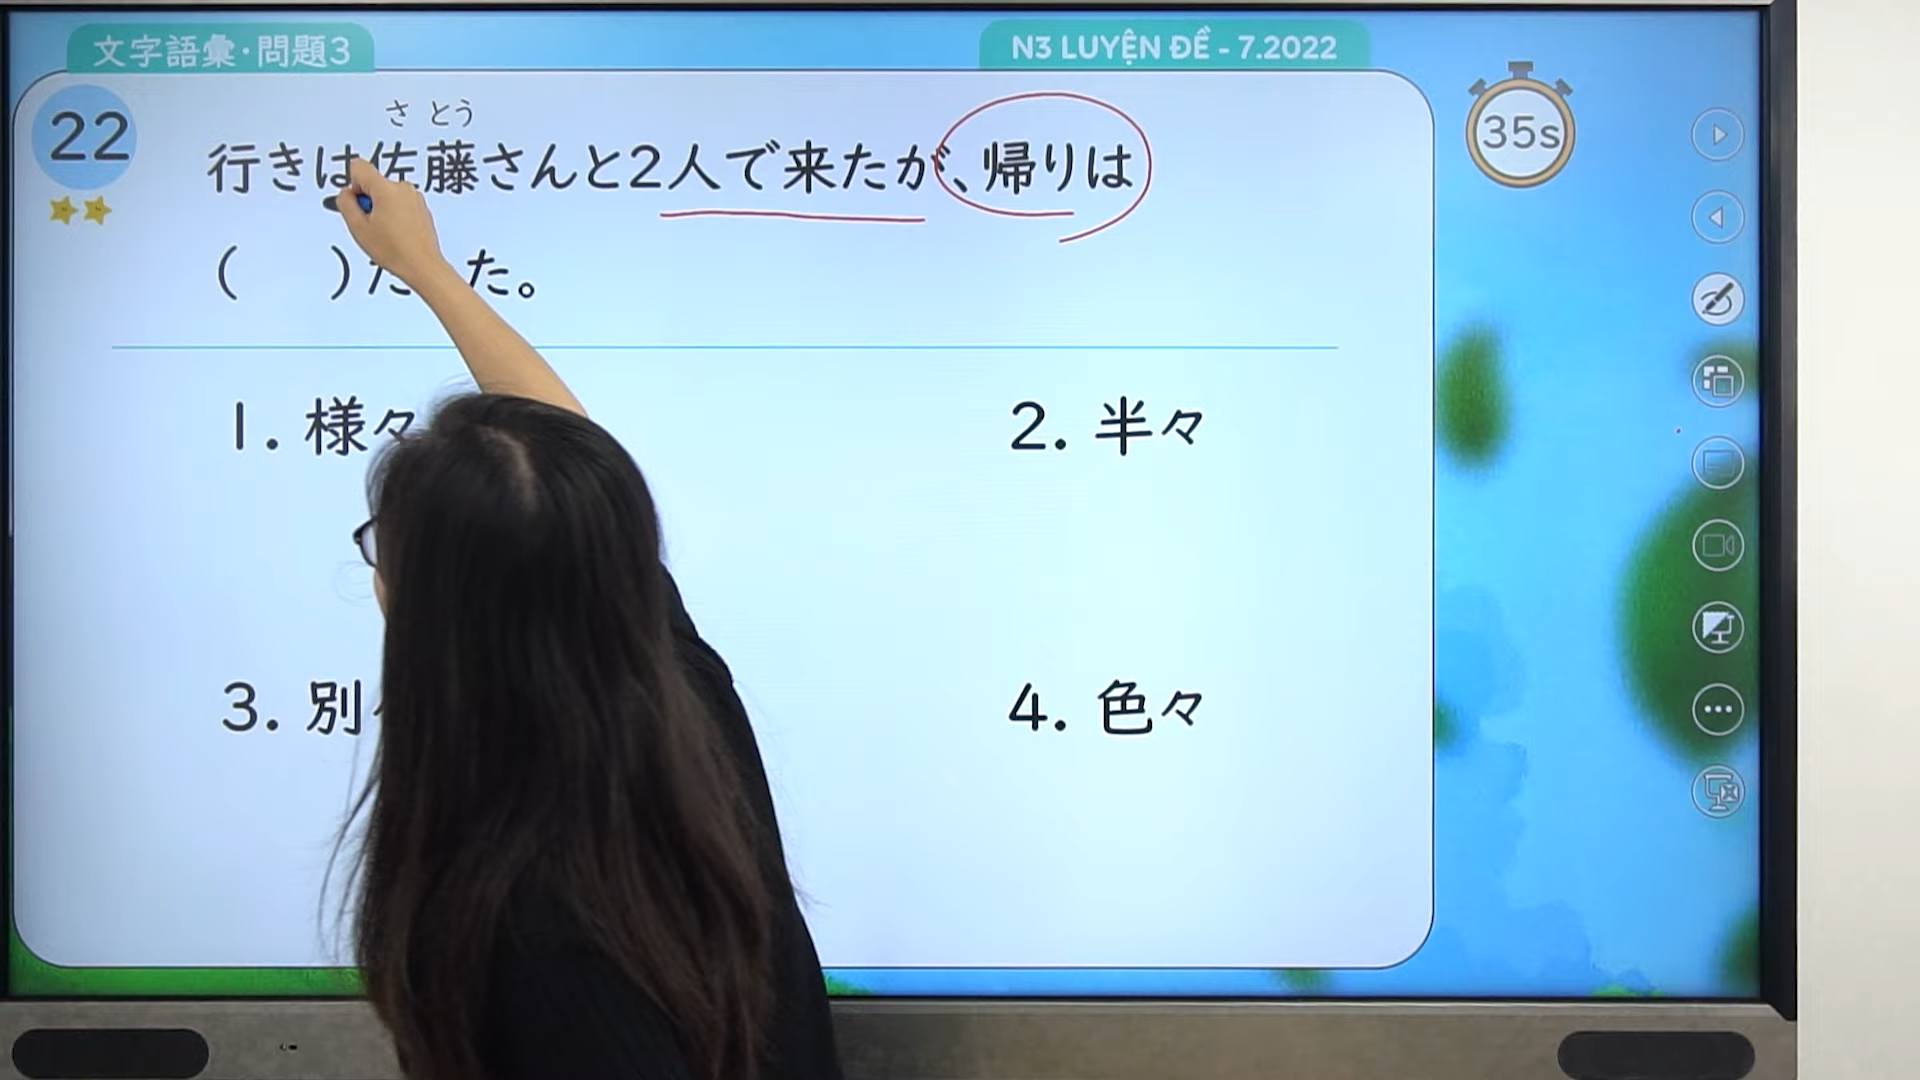 文字語彙・問題3
N3 LUYỆN ĐỀ - 7.2022
22
35s
さ とう
行きは佐藤さんと2人で来たが、帰りは
( ) た。
1. 様々
2. 半々
3. 別
4. 色々